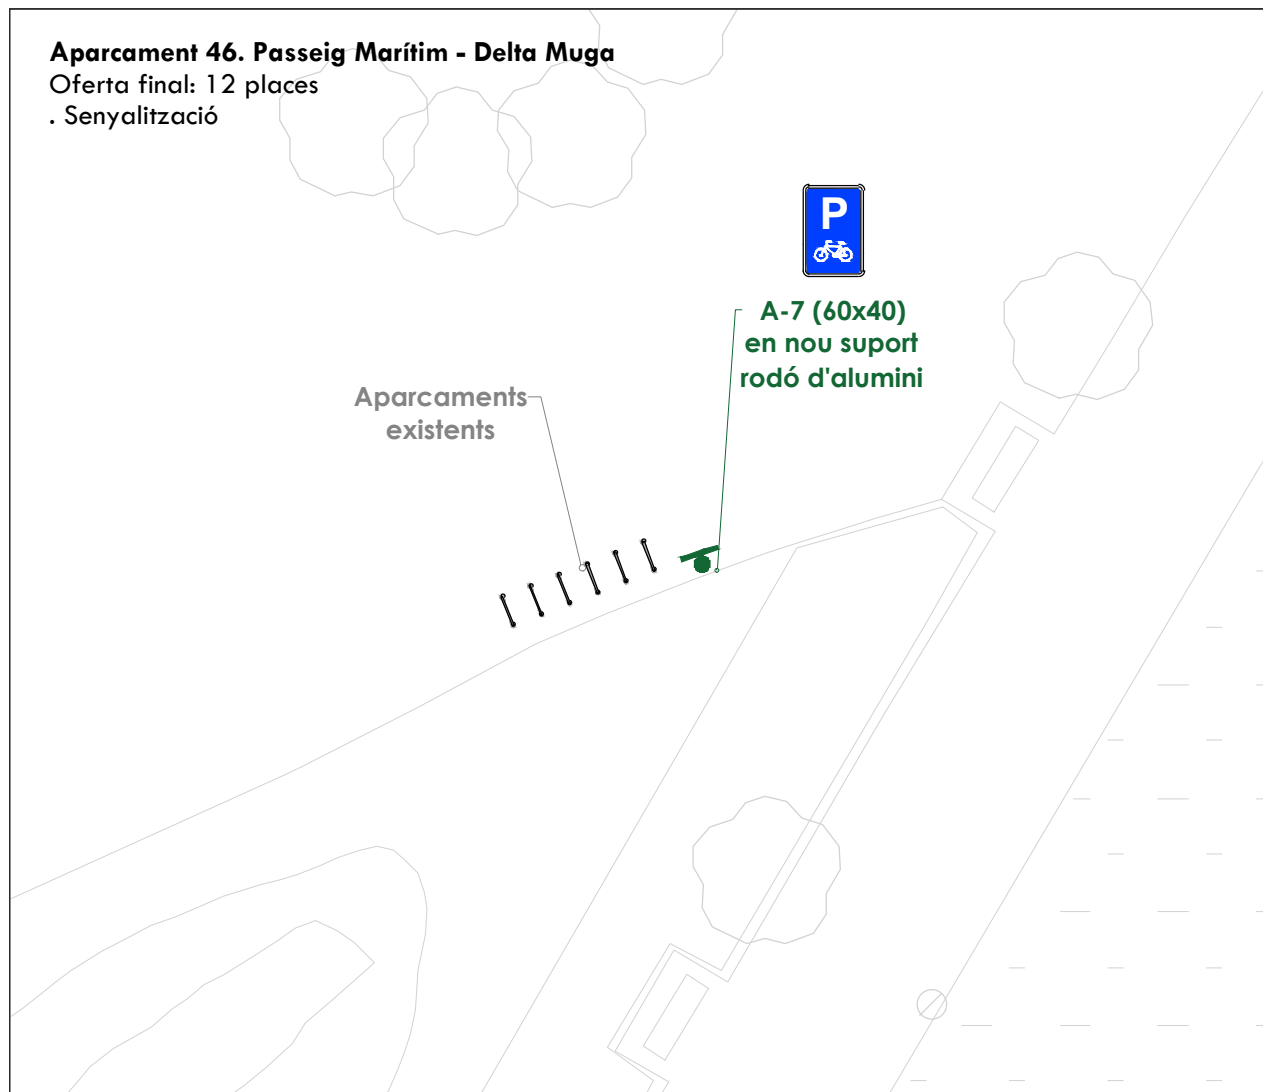 Aparcament 46. Passeig Marítim - Delta Muga
Oferta final: 12 places
. Senyalització
P
A-7 (60x40)
en nou suport
rodó d'alumini
Aparcaments
existents